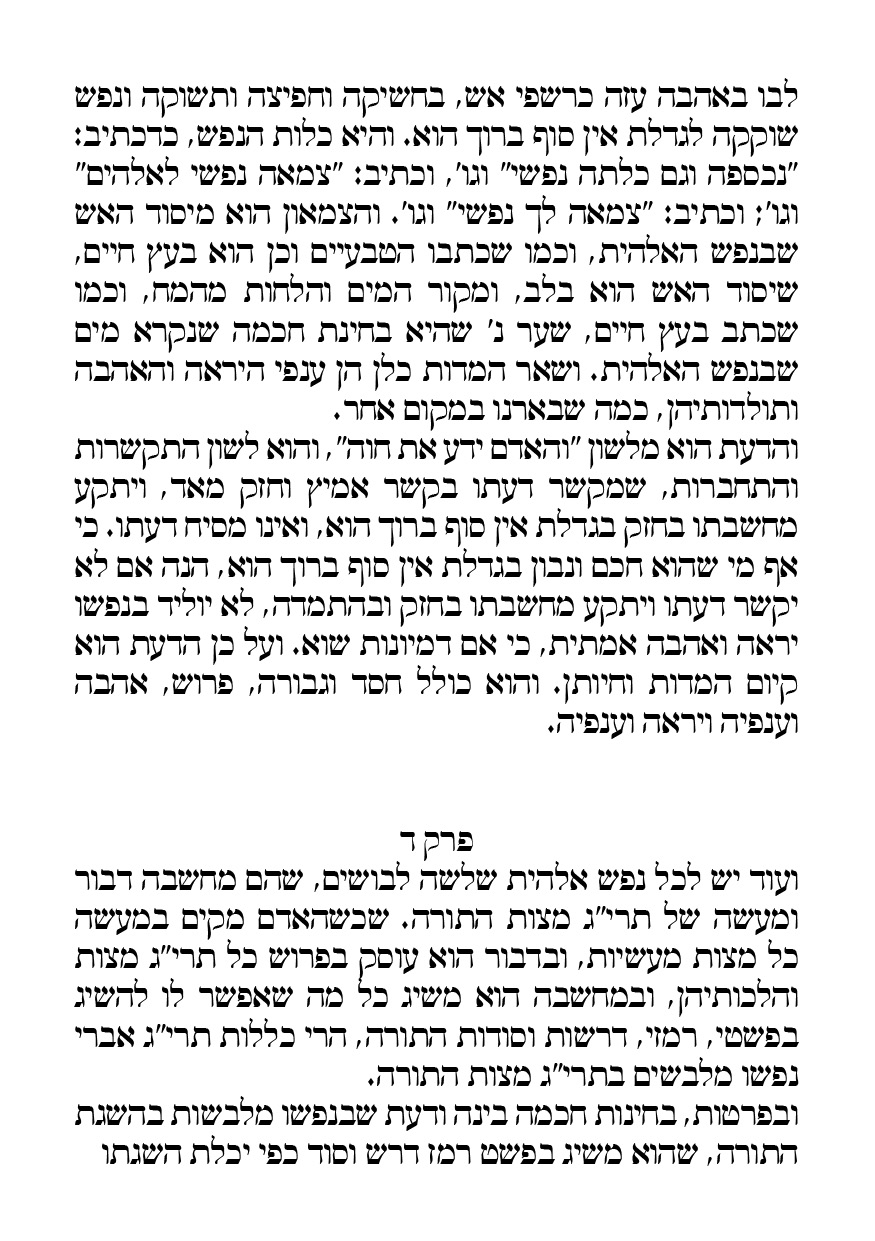 לבו באהבה עזה כרשפי אש, בחשיקה וחפיצה ותשוקה ונפש
שוקקה לגדלת אין סוף ברוך הוא. והיא כלות הנפש, כדכתיב:
"נכספה וגם כלתה נפשי" וגו', וכתיב: "צמאה נפשי לאלהים"
וגו'; וכתיב: "צמאה לך נפשי" וגו'. והצמאון הוא מיסוד האש
שבנפש האלהית, וכמו שכתבו הטבעיים וכן הוא בעץ חיים,
שיסוד האש הוא בלב, ומקור המים והלחות מהמח, וכמו
שכתב בעץ חיים, שער נ' שהיא בחינת חכמה שנקרא מים
שבנפש האלהית. ושאר המדות כלן הן ענפי היראה והאהבה
ותולדותיהן, כמה שבארנו במקום אחר.
והדעת הוא מלשון "והאדם ידע את חוה", והוא לשון התקשרות
והתחברות, שמקשר דעתו בקשר אמיץ וחזק מאד, ויתקע
מחשבתו בחזק בגדלת אין סוף ברוך הוא, ואינו מסיח דעתו. כי
אף מי שהוא חכם ונבון בגדלת אין סוף ברוך הוא, הנה אם לא
יקשר דעתו ויתקע מחשבתו בחזק ובהתמדה, לא יוליד בנפשו
יראה ואהבה אמתית, כי אם דמיונות שוא. ועל כן הדעת הוא
קיום המדות וחיותן. והוא כולל חסד וגבורה, פרוש, אהבה
וענפיה ויראה וענפיה.
פרק ד
ועוד יש לכל נפש אלהית שלשה לבושים, שהם מחשבה דבור
ומעשה של תרי"ג מצות התורה. שכשהאדם מקים במעשה
כל מצות מעשיות, ובדבור הוא עוסק בפרוש כל תרי"ג מצות
והלכותיהן, ובמחשבה הוא משיג כל מה שאפשר לו להשיג
בפשטי, רמזי, דרשות וסודות התורה, הרי כללות תרי"ג אברי
נפשו מלבשים בתרי"ג מצות התורה.
ובפרטות, בחינות חכמה בינה ודעת שבנפשו מלבשות בהשגת
התורה, שהוא משיג בפשט רמז דרש וסוד כפי יכלת השגתו